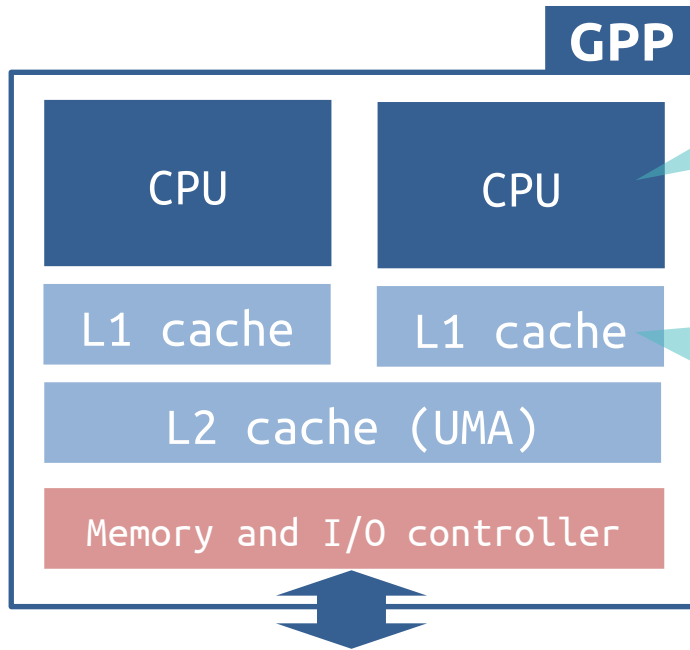 GPP
CPU
CPU
L1 cache
L1 cache
L2 cache (UMA)
Memory and I/O controller